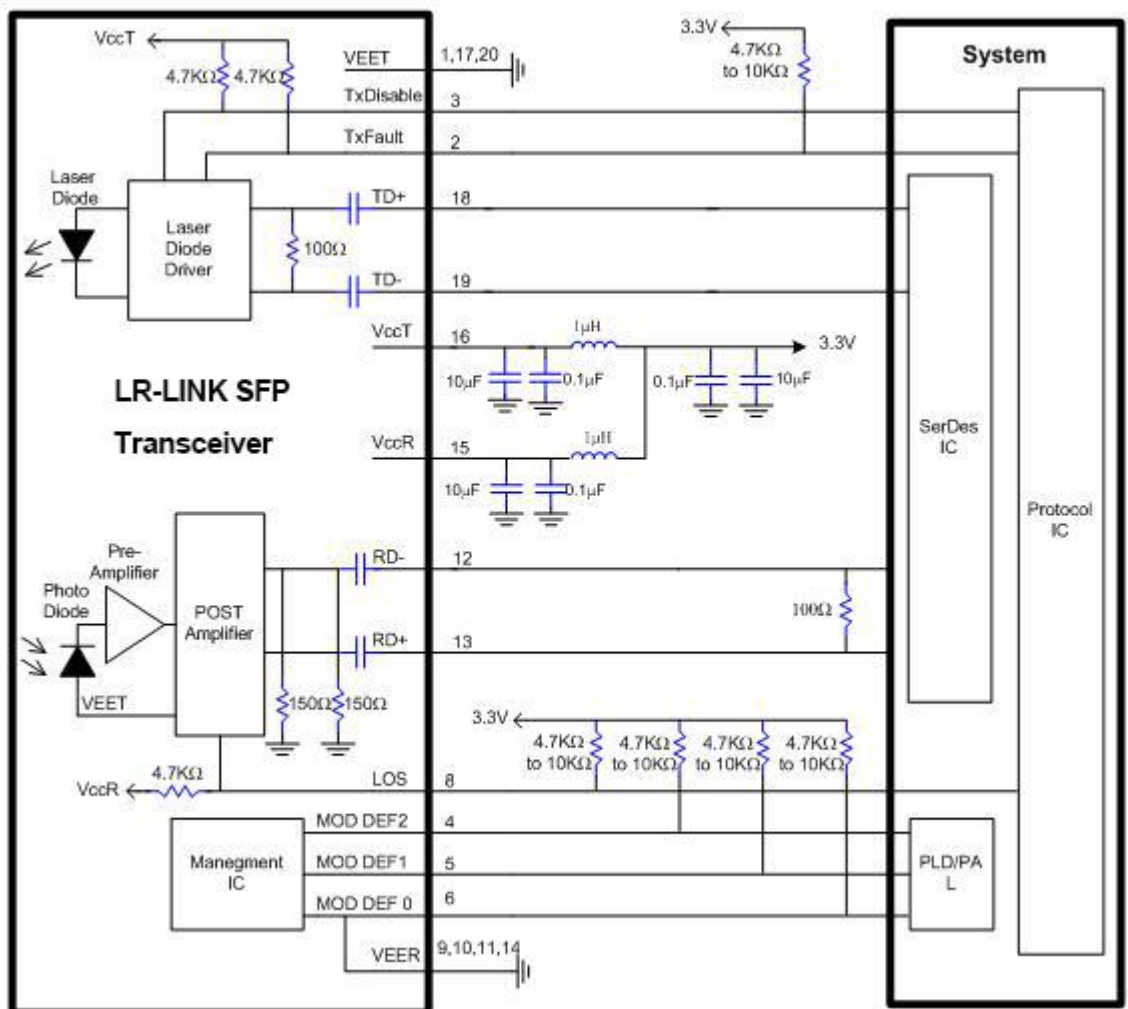 VccT
4.7KΩ 4.7KΩ
VEET 1,17,20
TxDisable 3
TxFault 2
3.3V
4.7KΩ
to 10KΩ
System
Laser
Diode
Laser
Diode
Driver
100Ω
TD+ 18
TD- 19
VccT 16
1μH
3.3V
10μF 0.1μF 0.1μF 10μF
LR-LINK SFP
Transceiver
VccR 15
1μH
10μF 0.1μF
SerDes
IC
Protocol
IC
Pre-
Amplifier
Photo
Diode
POST
Amplifier
RD- 12
100Ω
RD+ 13
VEET
150Ω 150Ω
3.3V
4.7KΩ 4.7KΩ 4.7KΩ 4.7KΩ
to 10KΩ to 10KΩ to 10KΩ to 10KΩ
4.7KΩ
VccR
LOS 8
MOD DEF2 4
MOD DEF1 5
MOD DEF 0 6
Manegment
IC
PLD/PA
L
VEER 9,10,11,14